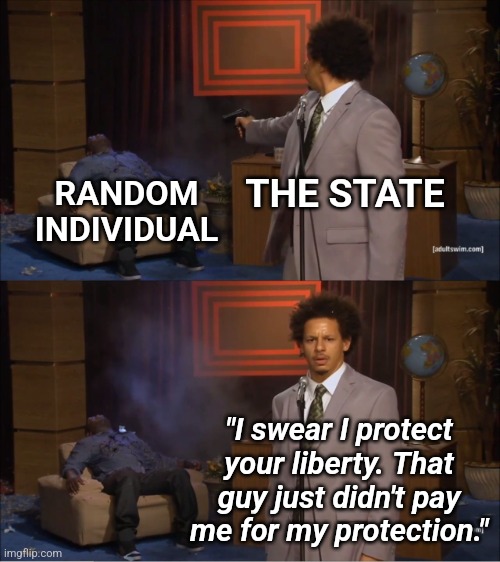 RANDOM
INDIVIDUAL
THE STATE
[adultswim.com]
"I swear I protect
your liberty. That
guy just didn't pay
me for my protection."
imgflip.com